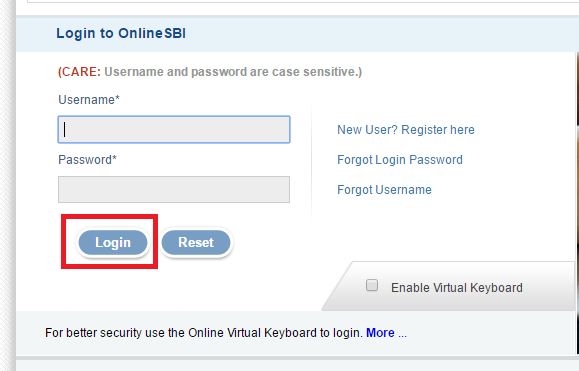 Login to OnlineSBI
(CARE: Username and password are case sensitive.)
Username*
Password*
New User? Register here
Forgot Login Password
Forgot Username
Login
Reset
Enable Virtual Keyboard
For better security use the Online Virtual Keyboard to login. More ...